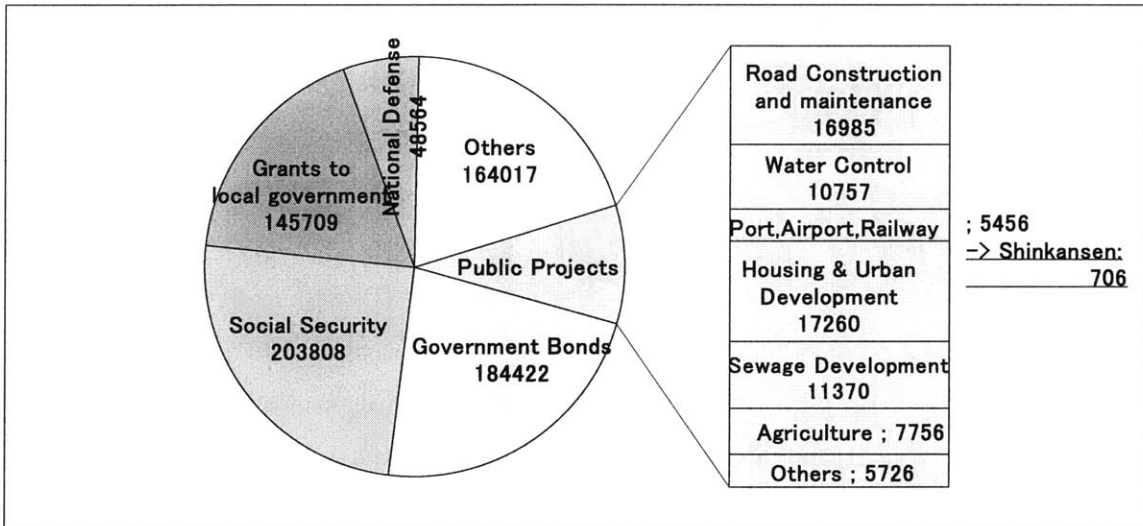 National Defense
48564
Others
164017
Grants to
local government
145709
Public Projects
Social Security
203808
Government Bonds
184422
Road Construction
and maintenance
16985
Water Control
10757
Port,Airport,Railway ; 5456
-> Shinkansen:
706
Housing & Urban
Development
17260
Sewage Development
11370
Agriculture ; 7756
Others ; 5726